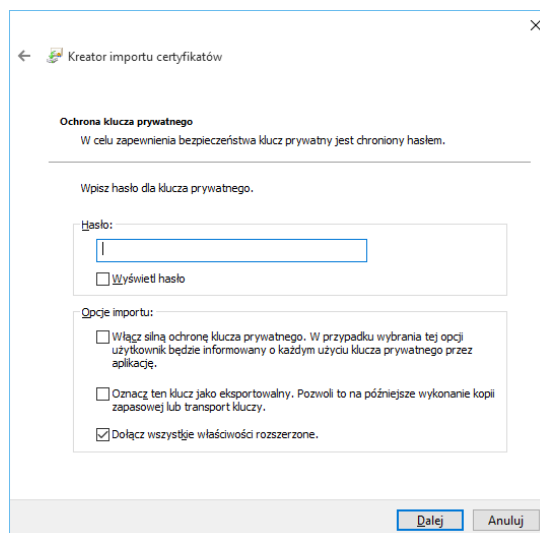 Kreator importu certyfikatów
Ochrona klucza prywatnego
W celu zapewnienia bezpieczeństwa klucz prywatny jest chroniony hasłem.
Wpisz hasło dla klucza prywatnego.
Hasło:
Wyświetl hasło
Opcje importu:
Włącz silną ochronę klucza prywatnego. W przypadku wybrania tej opcji
użytkownik będzie informowany o każdym użyciu klucza prywatnego przez
aplikację.
Oznacz ten klucz jako eksportowalny. Pozwoli to na późniejsze wykonanie kopii
zapasowej lub transport kluczy.
Dołącz wszystkie właściwości rozszerzone.
Dalej
Anuluj